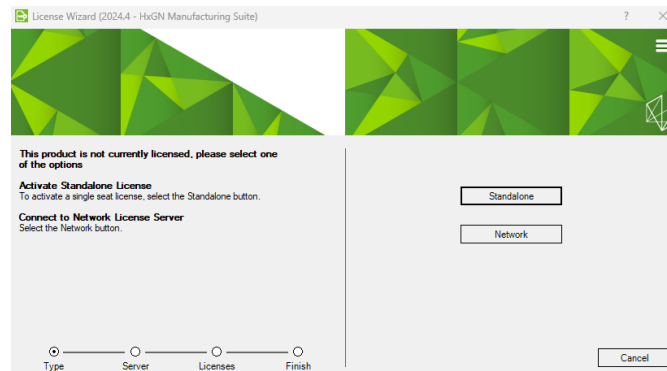 License Wizard (2024.4 - HxGN Manufacturing Suite)
?
This product is not currently licensed, please select one
of the options
Activate Standalone License
To activate a single seat license, select the Standalone button.
Connect to Network License Server
Select the Network button.
Standalone
Network
Type
Server
Licenses
Finish
Cancel